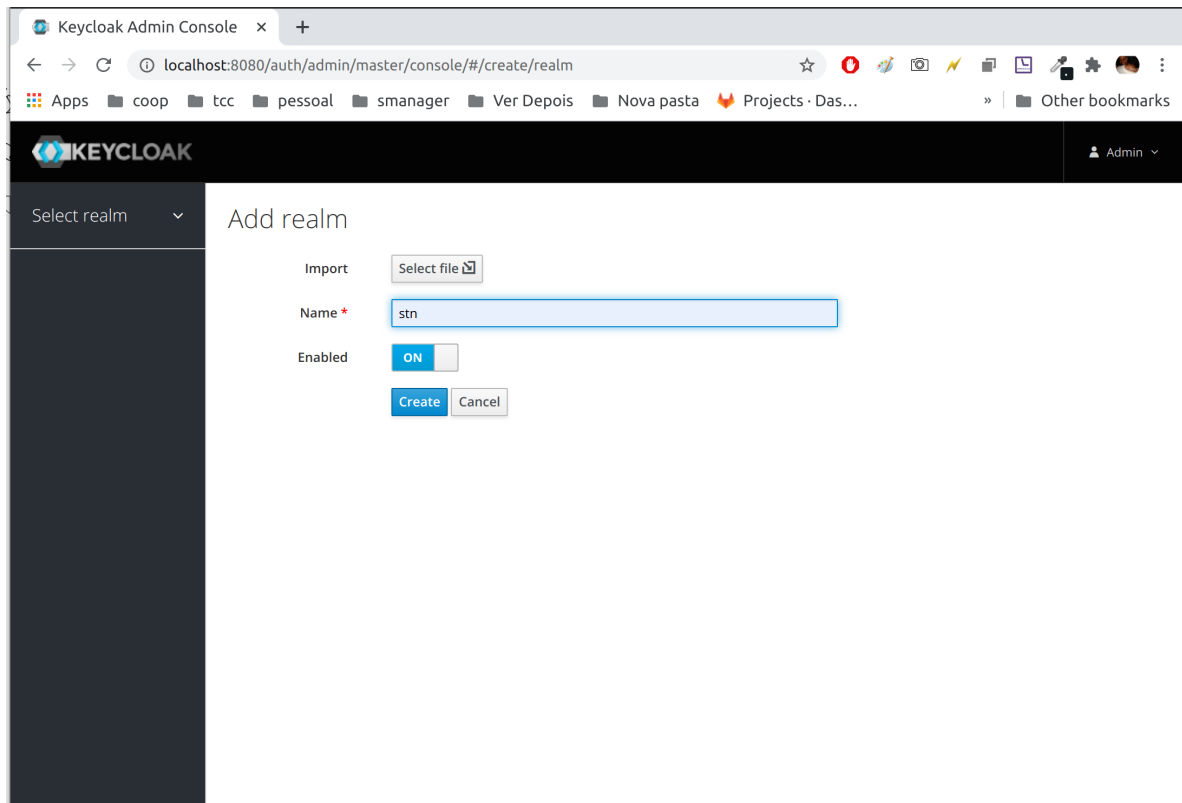 Keycloak Admin Console × +
localhost:8080/auth/admin/master/console/#/create/realm
Apps coop tcc pessoal smanager Ver Depois Nova pasta Projects · Das… » Other bookmarks
KEYCLOAK Admin
Select realm
Add realm
Import Select file
Name * stn
Enabled ON
Create Cancel